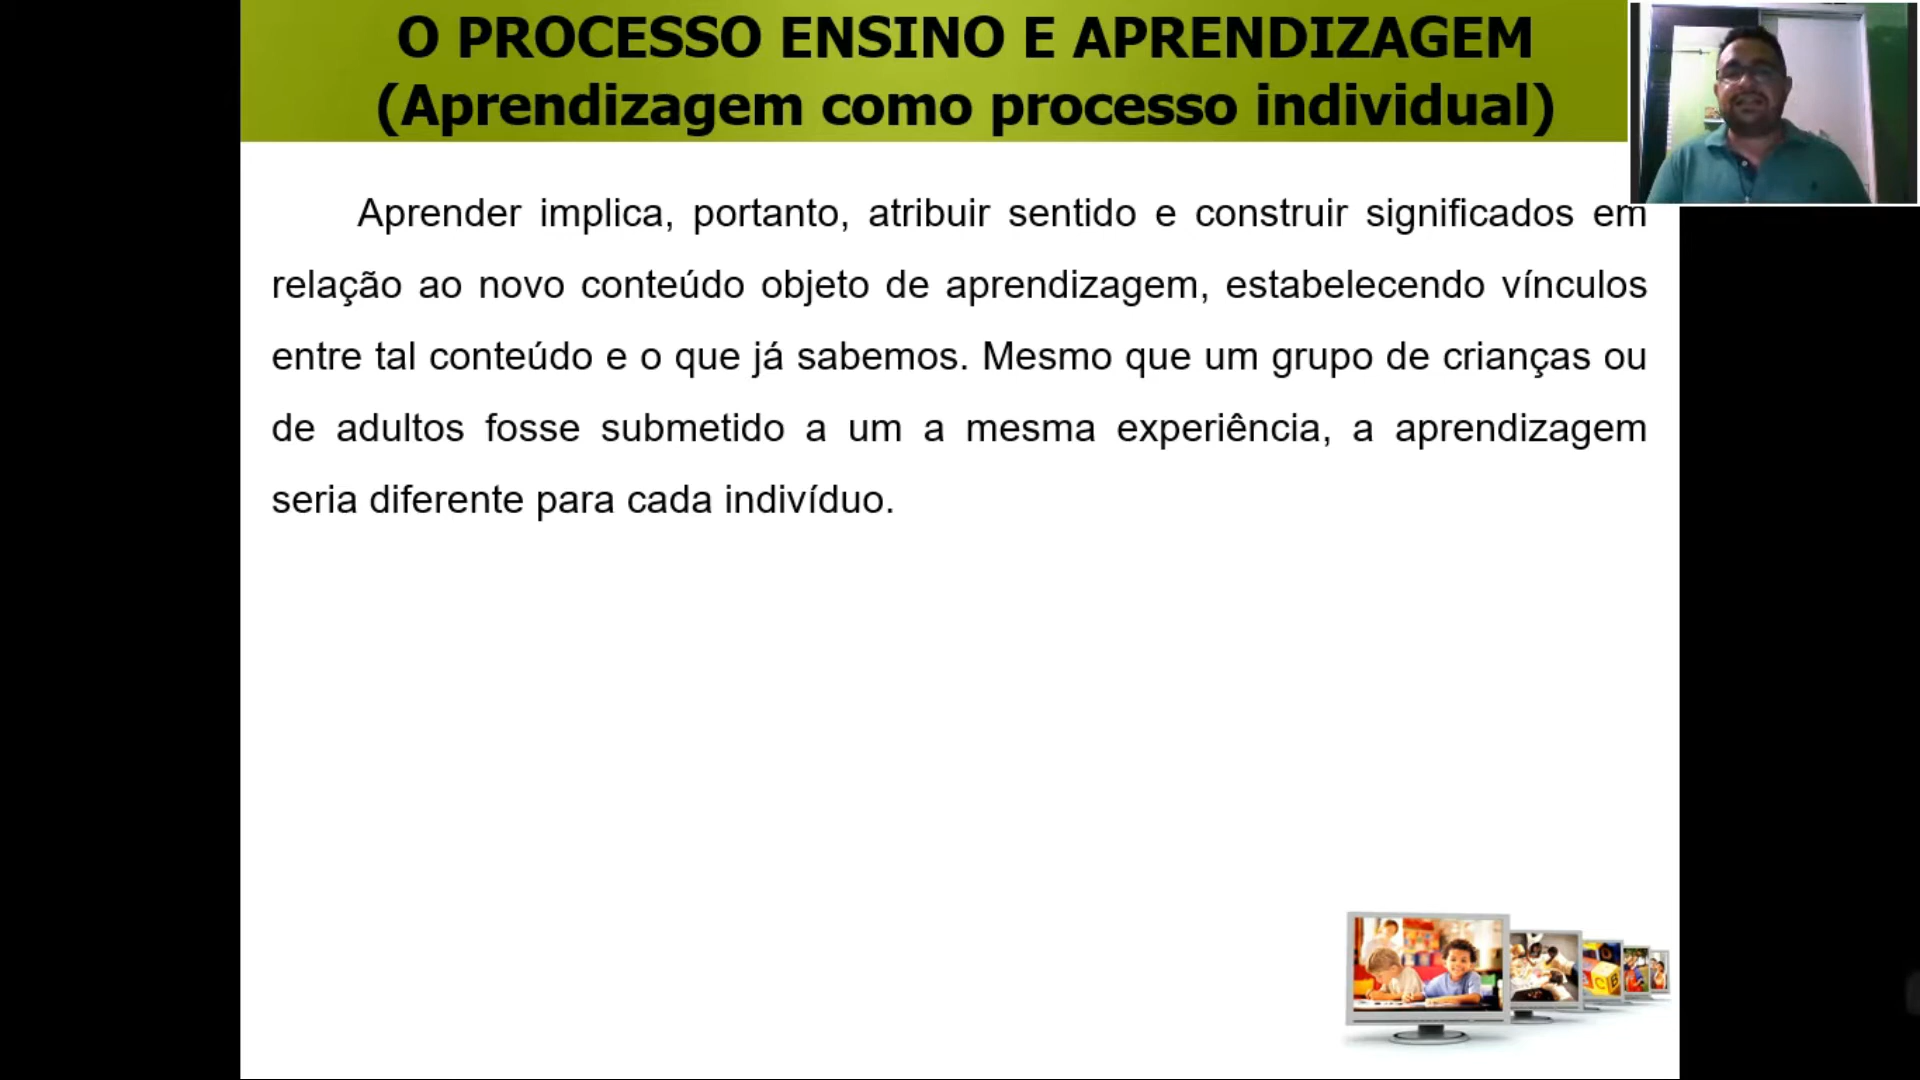 O PROCESSO ENSINO E APRENDIZAGEM
(Aprendizagem como processo individual)
Aprender implica, portanto, atribuir sentido e construir significados em
relação ao novo conteúdo objeto de aprendizagem, estabelecendo vínculos
entre tal conteúdo e o que já sabemos. Mesmo que um grupo de crianças ou
de adultos fosse submetido a um a mesma experiência, a aprendizagem
seria diferente para cada indivíduo.